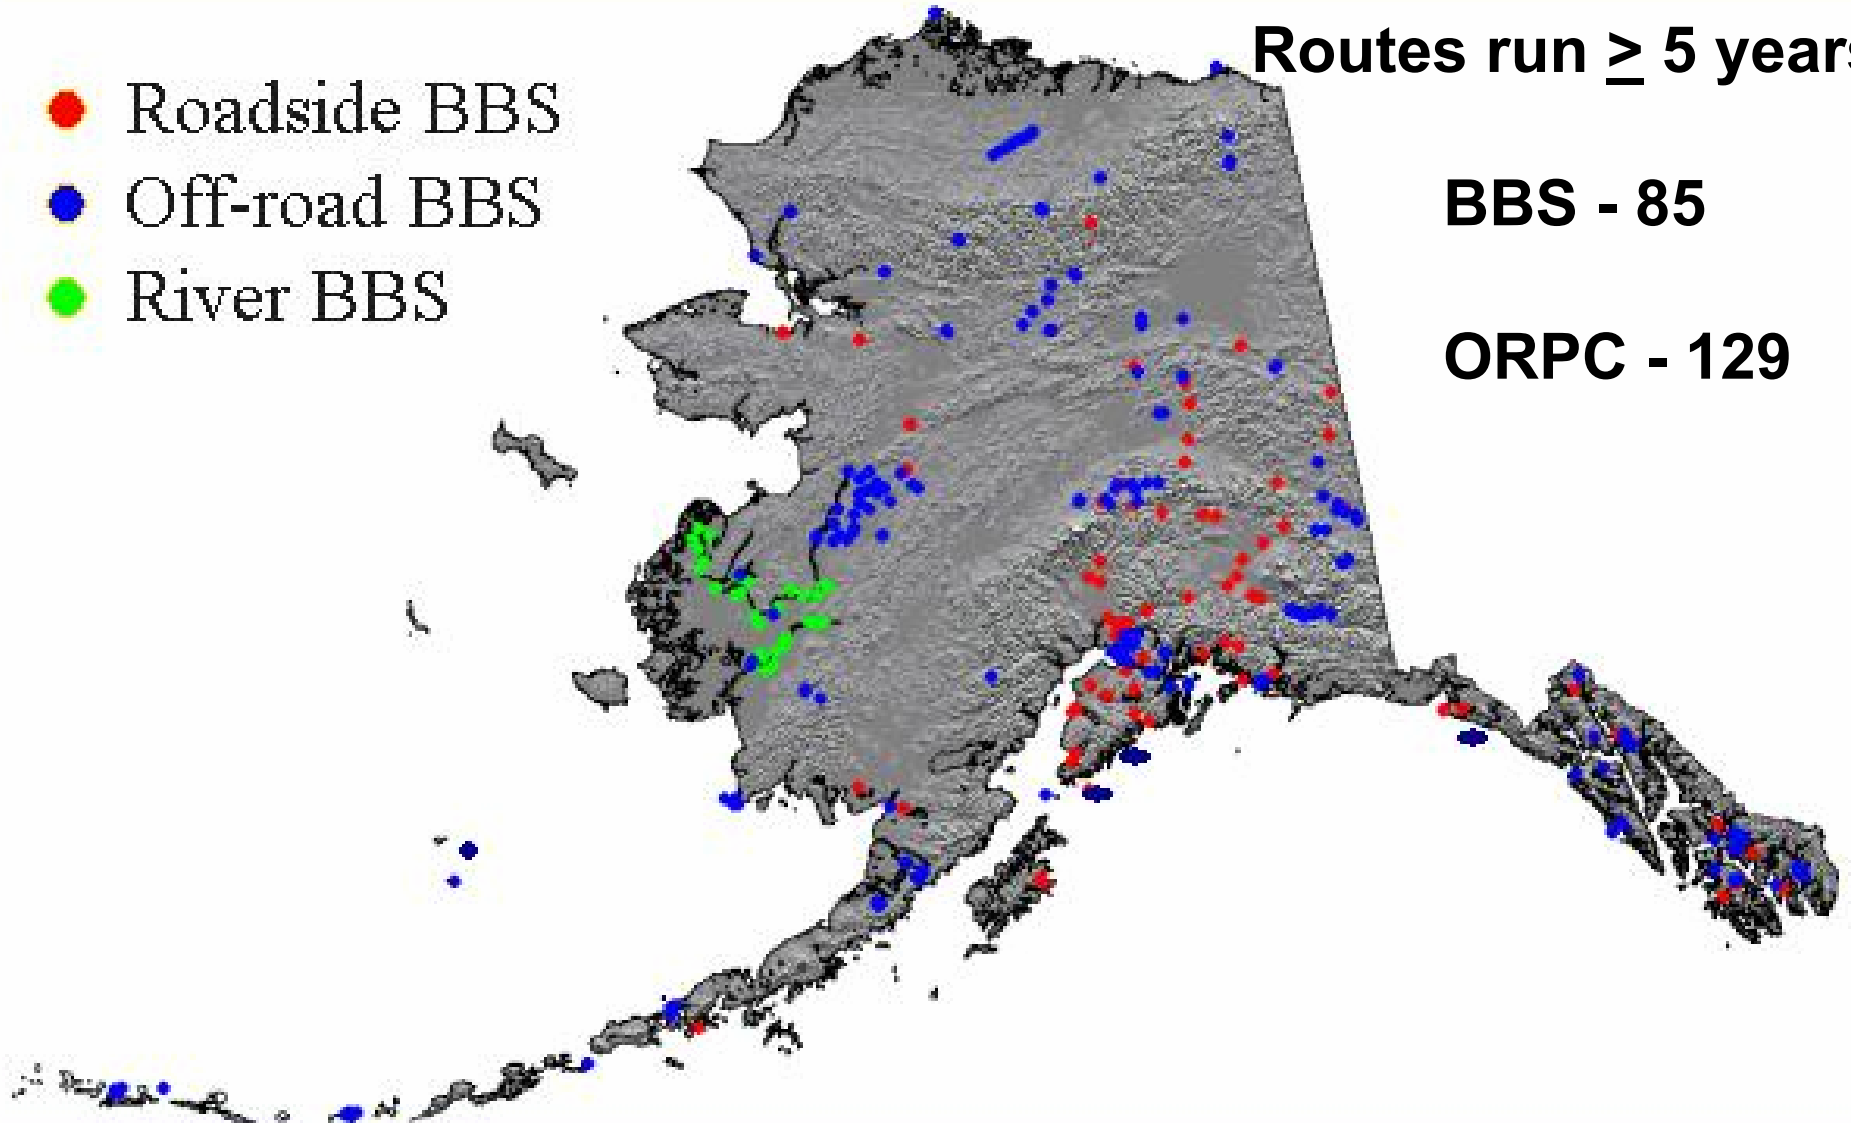 Roadside BBS
Off-road BBS
River BBS
Routes run ≥ 5 years
BBS - 85
ORPC - 129